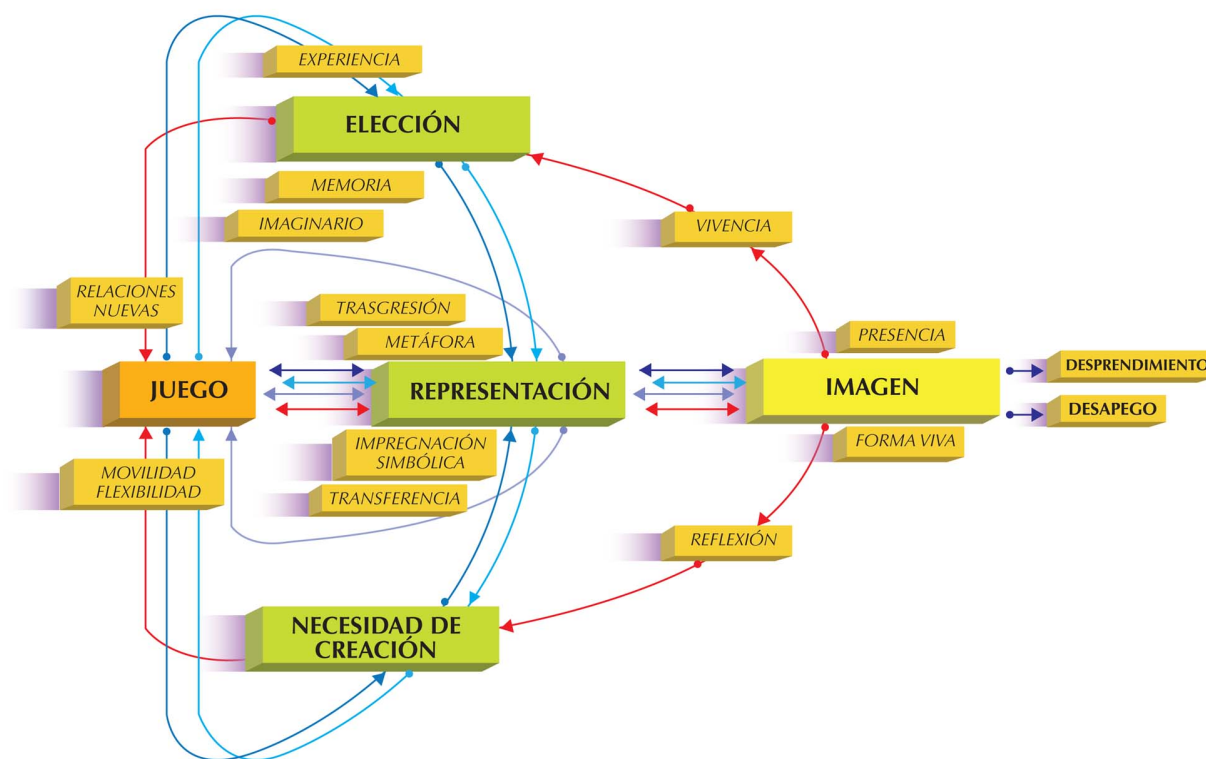 EXPERIENCIA
ELECCIÓN
MEMORIA
IMAGINARIO
VIVENCIA
RELACIONES
NUEVAS
TRASGRESIÓN
METÁFORA
PRESENCIA
JUEGO
REPRESENTACIÓN
IMAGEN
DESPRENDIMIENTO
DESAPEGO
IMPREGNACIÓN
SIMBÓLICA
FORMA VIVA
MOVILIDAD
FLEXIBILIDAD
TRANSFERENCIA
REFLEXIÓN
NECESIDAD DE
CREACIÓN